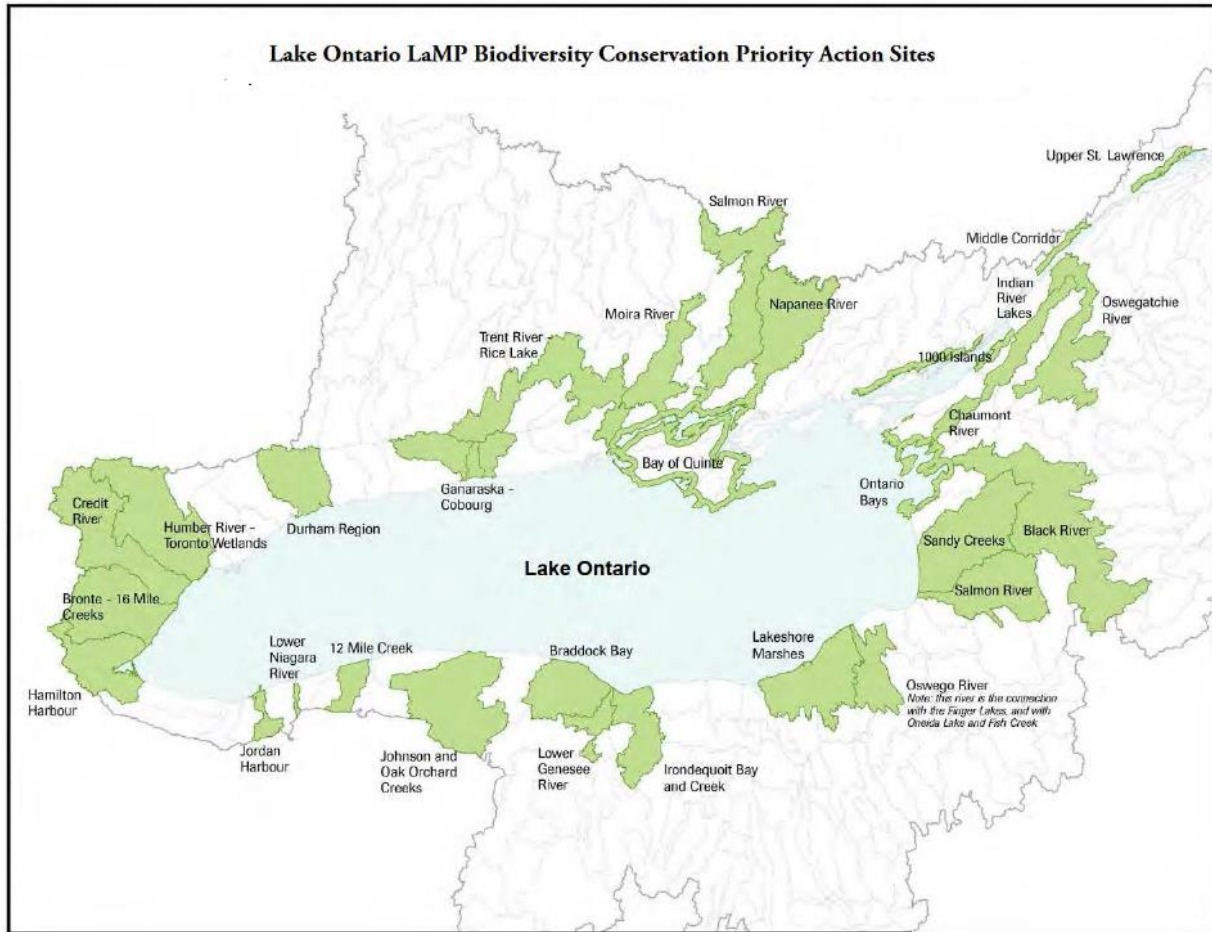 Lake Ontario LaMP Biodiversity Conservation Priority Action Sites
Upper St. Lawrence
Salmon River
Middle Corridor
Indian
River
Lakes
Oswegatchie
River
Napanee River
Moira River
Trent River -
Rice Lake
1000 Islands
Chaumont
River
Bay of Quinte
Ganaraska -
Cobourg
Ontario
Bays
Credit
River
Humber River -
Toronto Wetlands
Durham Region
Sandy Creeks
Black River
Lake Ontario
Salmon River
Bronte - 16 Mile
Creeks
Lower
Niagara
River
12 Mile Creek
Braddock Bay
Lakeshore
Marshes
Hamilton
Harbour
Oswego River
Note: this river is the connection
with the Finger Lakes, and with
Oneida Lake and Fish Creek
Jordan
Harbour
Johnson and
Oak Orchard
Creeks
Lower
Genesee
River
Irondequoit Bay
and Creek